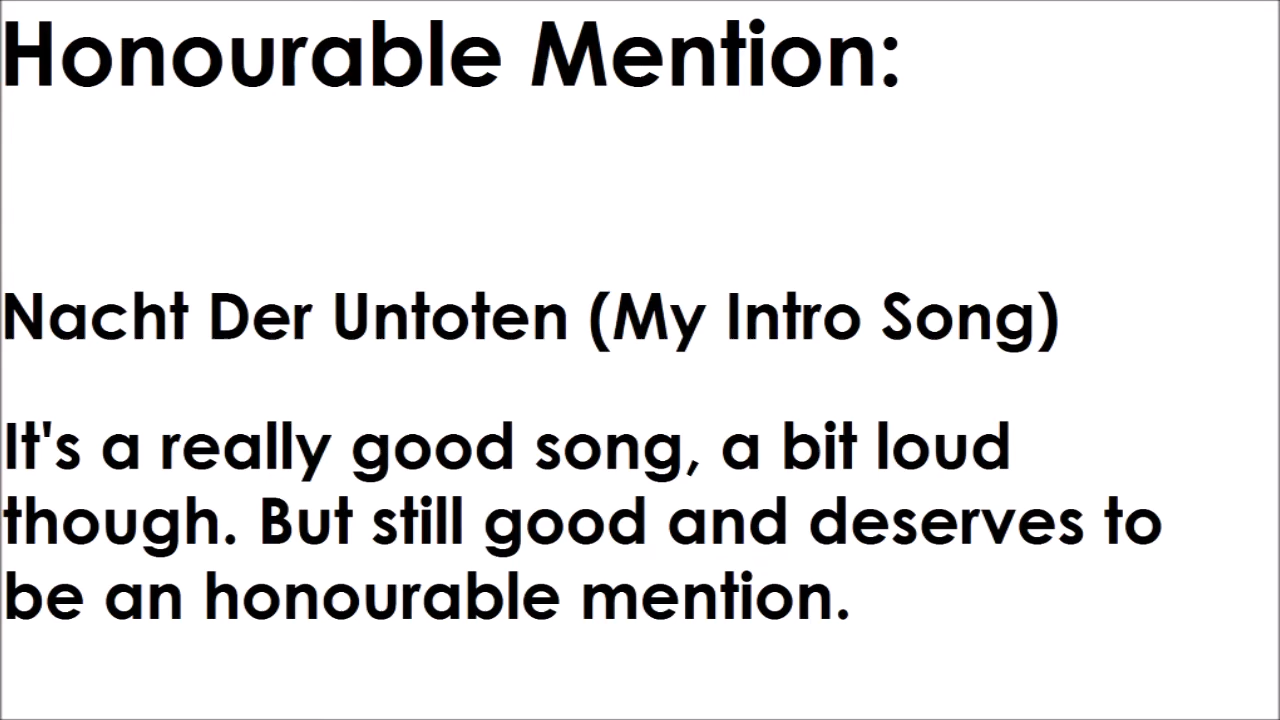 Honourable Mention:
Nacht Der Untoten (My Intro Song)
It's a really good song, a bit loud
though. But still good and deserves to
be an honourable mention.